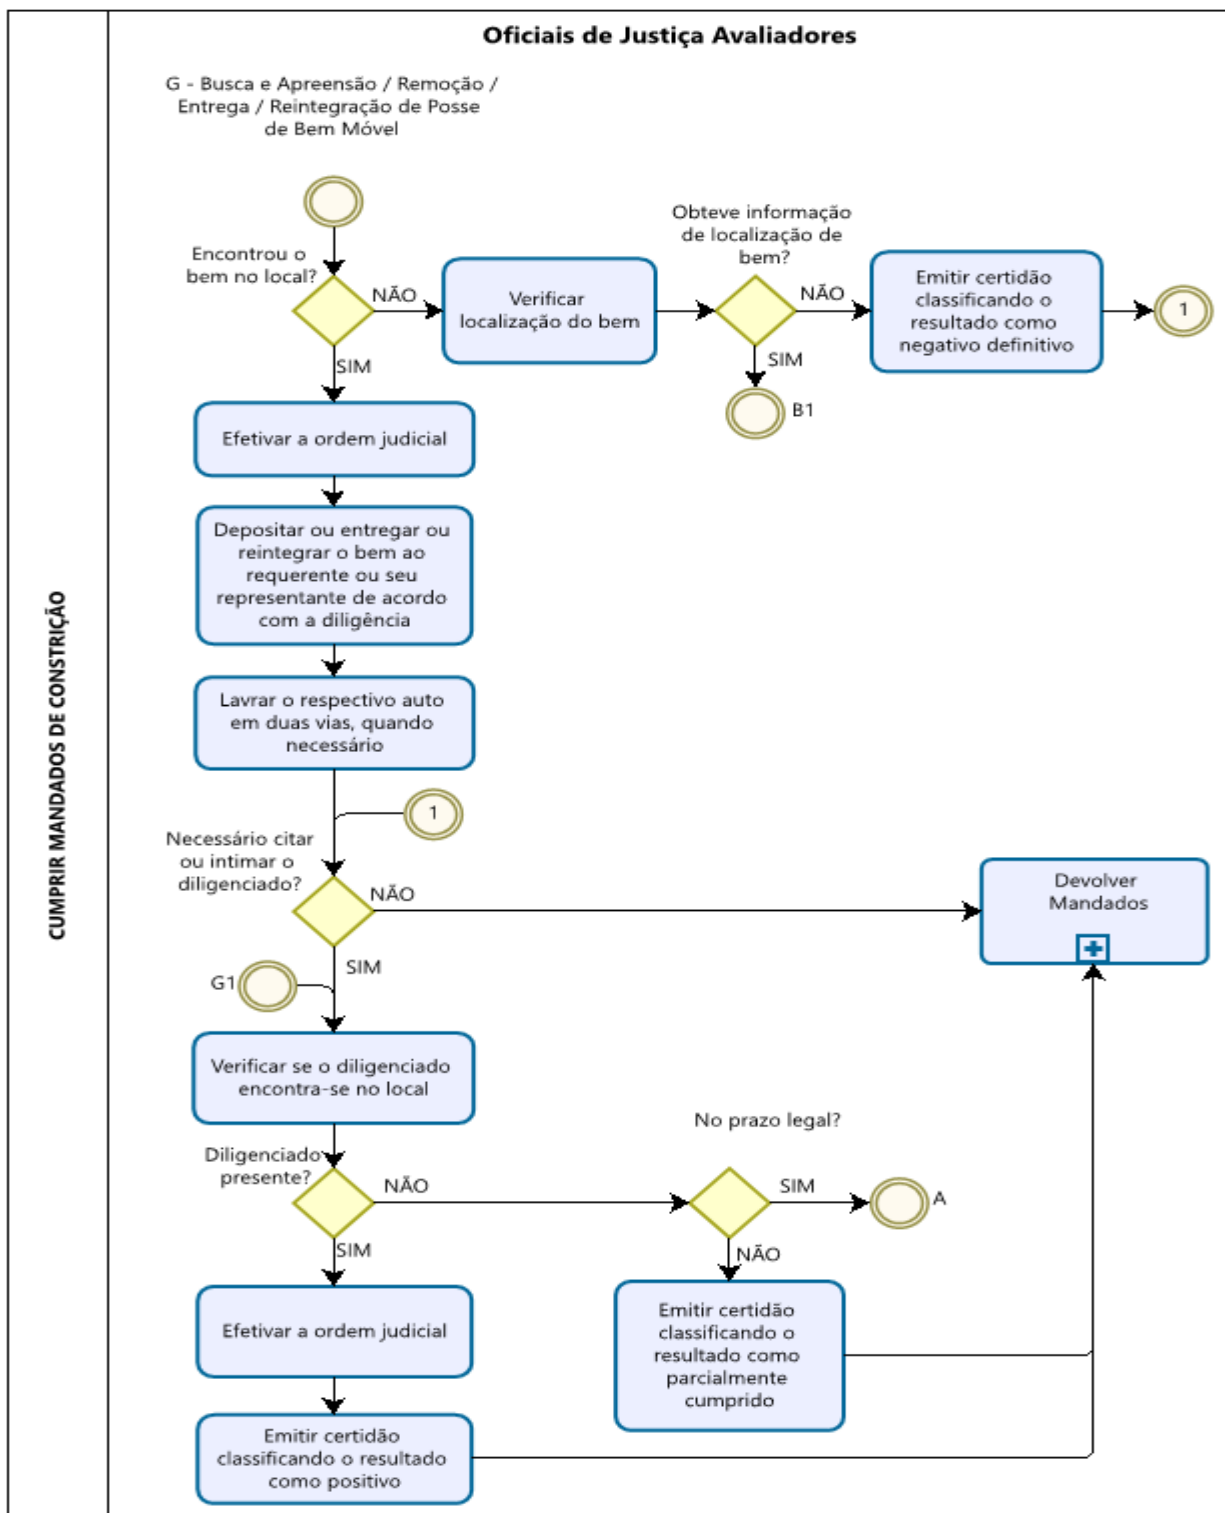 Oficiais de Justiça Avaliadores
CUMPRIR MANDADOS DE CONSTRIÇÃO
G - Busca e Apreensão / Remoção /
Entrega / Reintegração de Posse
de Bem Móvel
Encontrou o
bem no local?
NÃO
SIM
Verificar
localização do bem
Obteve informação
de localização de
bem?
NÃO
SIM
B1
Emitir certidão
classificando o
resultado como
negativo definitivo
1
Efetivar a ordem judicial
Depositar ou entregar ou
reintegrar o bem ao
requerente ou seu
representante de acordo
com a diligência
Lavrar o respectivo auto
em duas vias, quando
necessário
1
Necessário citar
ou intimar o
diligenciado?
NÃO
SIM
Devolver
Mandados
G1
Verificar se o diligenciado
encontra-se no local
Diligenciado
presente?
NÃO
SIM
No prazo legal?
SIM
A
NÃO
Emitir certidão
classificando o
resultado como
parcialmente
cumprido
Efetivar a ordem judicial
Emitir certidão
classificando o resultado
como positivo